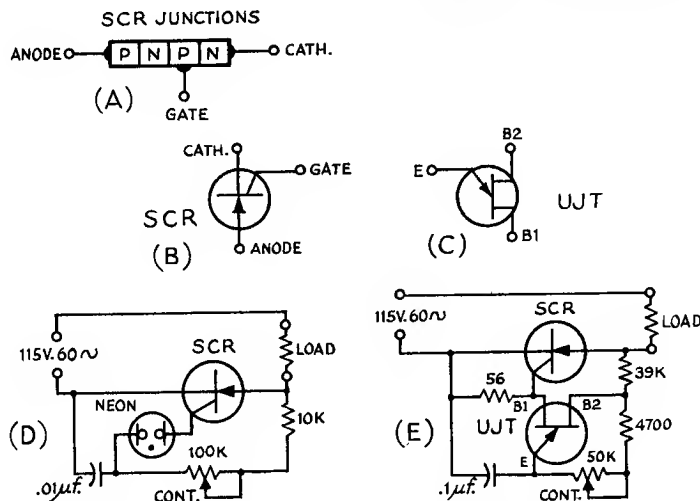 SCR JUNCTIONS
ANODE P N P N CATH.
(A)
GATE
CATH.
GATE
SCR
(B)
ANODE
B2
E
UJT
(C)
B1
115V. 60~
SCR
LOAD
NEON
10K
(D)
100K
.01µf.
CONT.
115V. 60~
SCR
LOAD
56
39K
B1
B2
UJT
4700
(E)
E
50K
.1µf.
CONT.